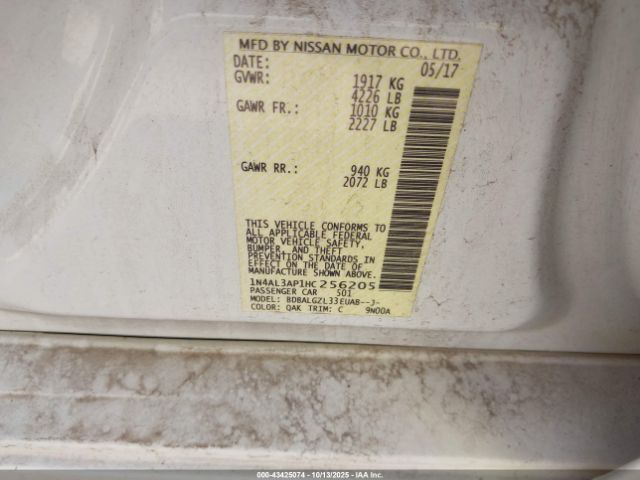 MFD BY NISSAN MOTOR CO., LTD.
DATE: 05/17
GVWR: 1917 KG
4226 LB
GAWR FR.: 1010 KG
2227 LB
GAWR RR.: 940 KG
2072 LB
THIS VEHICLE CONFORMS TO
ALL APPLICABLE FEDERAL
MOTOR VEHICLE SAFETY,
BUMPER, AND THEFT
PREVENTION STANDARDS IN
EFFECT ON THE DATE OF
MANUFACTURE SHOWN ABOVE.
1N4AL3AP1HC256205
PASSENGER CAR 501
MODEL: BDBALGZL33EUAB--J-
COLOR: QAK TRIM: C 9N00A
000-43425074 | 10/13/2025 - IAA Inc.